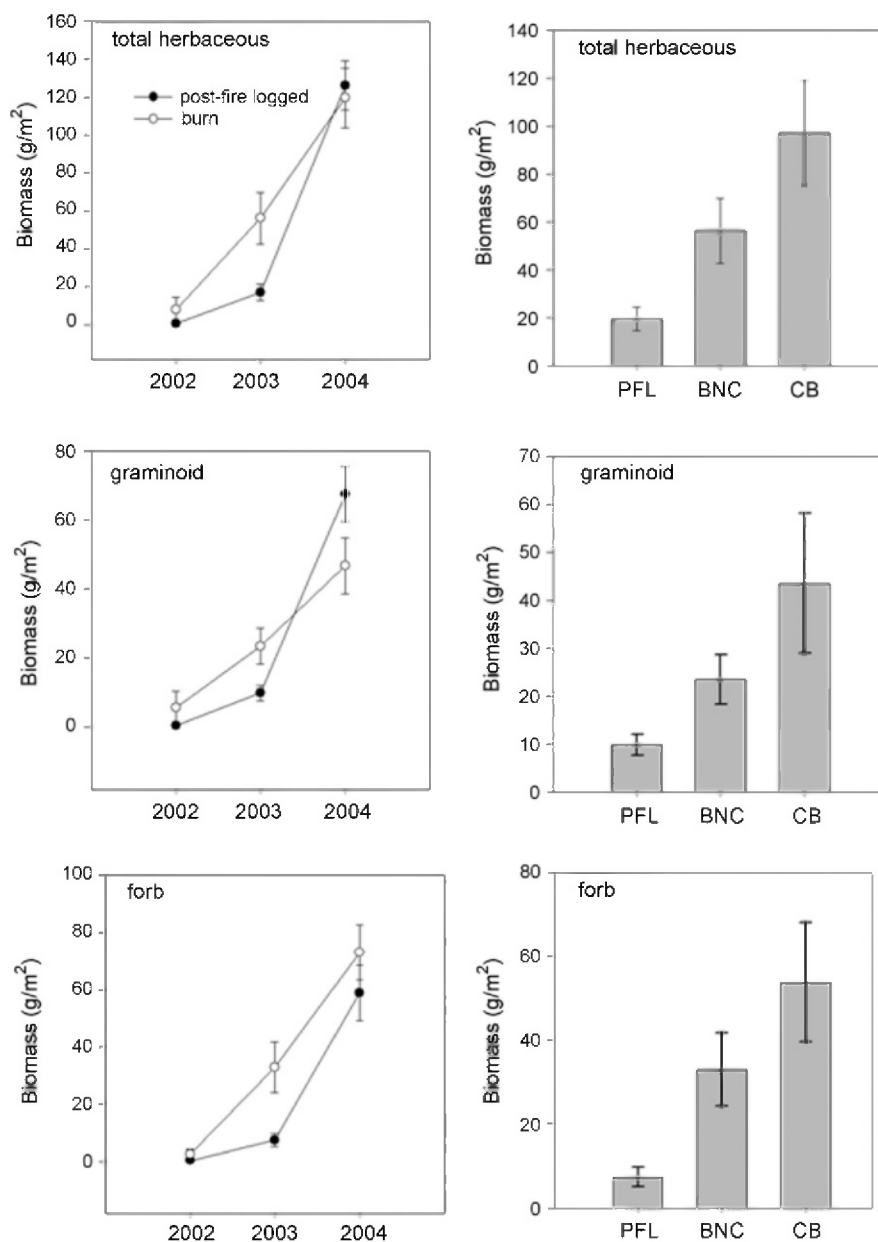 total herbaceous
post-fire logged
burn
Biomass (g/m²)
160
140
120
100
80
60
40
20
0
2002 2003 2004
total herbaceous
Biomass (g/m²)
140
120
100
80
60
40
20
0
PFL BNC CB
graminoid
Biomass (g/m²)
80
60
40
20
0
2002 2003 2004
graminoid
Biomass (g/m²)
70
60
50
40
30
20
10
0
PFL BNC CB
forb
Biomass (g/m²)
100
80
60
40
20
0
2002 2003 2004
forb
Biomass (g/m²)
80
60
40
20
0
PFL BNC CB